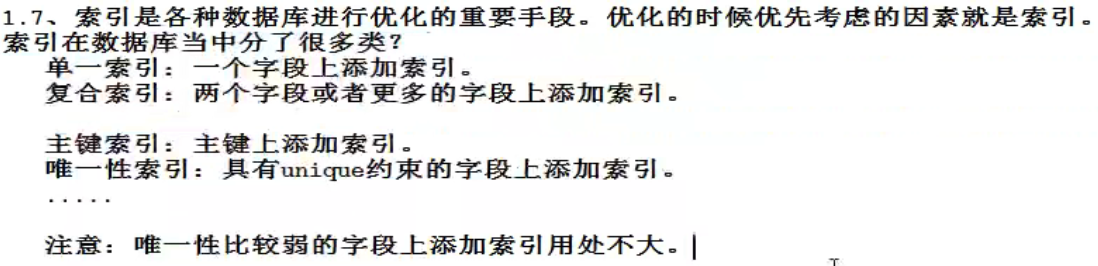 1.7、索引是各种数据库进行优化的重要手段。优化的时候优先考虑的因素就是索引。
索引在数据库当中分了很多类？
单一索引：一个字段上添加索引。
复合索引：两个字段或者更多的字段上添加索引。
主键索引：主键上添加索引。
唯一性索引：具有unique约束的字段上添加索引。
.....
注意：唯一性比较弱的字段上添加索引用处不大。